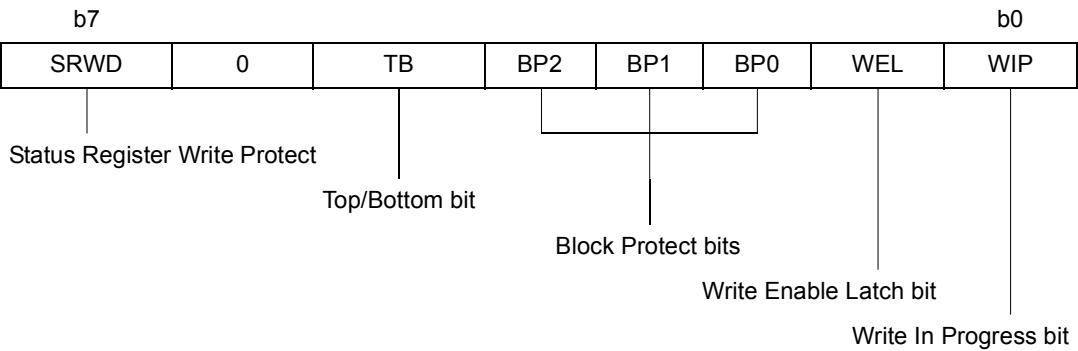 b7 b0
SRWD 0 TB BP2 BP1 BP0 WEL WIP
Status Register Write Protect
Top/Bottom bit
Block Protect bits
Write Enable Latch bit
Write In Progress bit